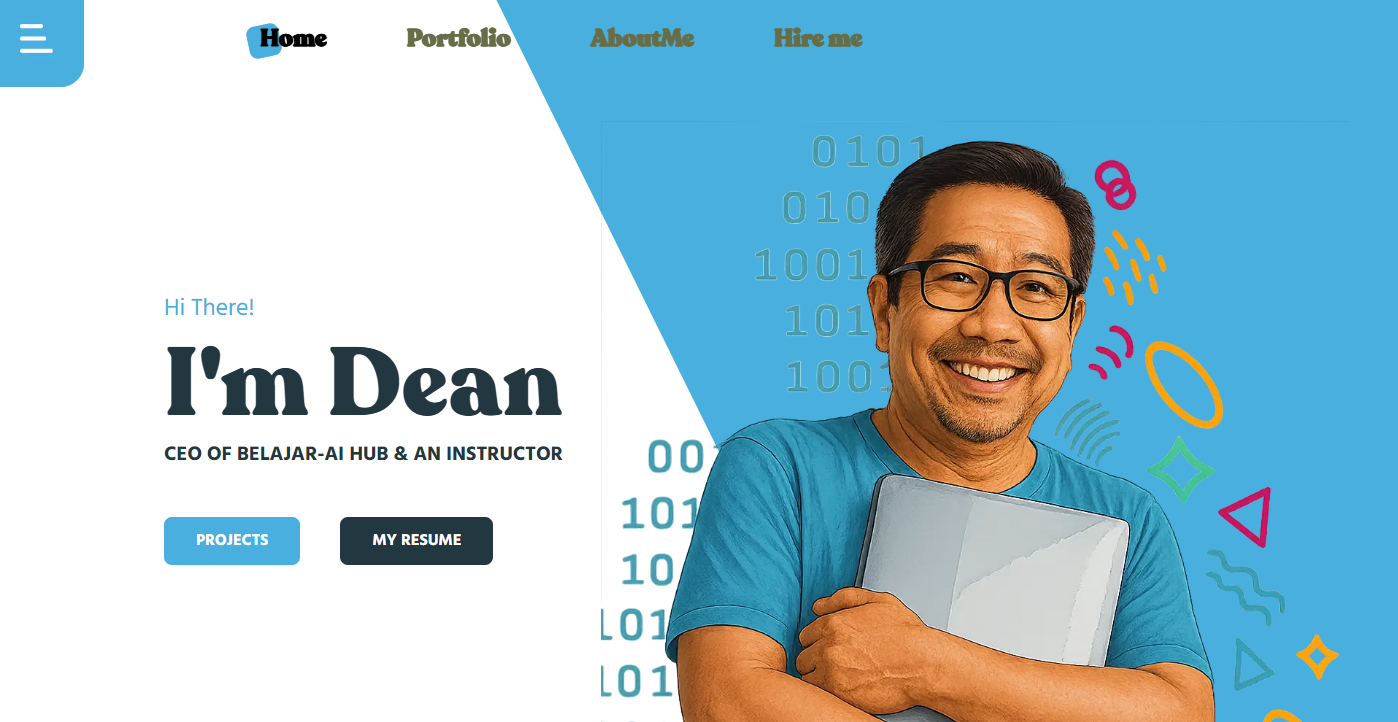 Home Portfolio AboutMe Hire me
0101
010
1001
101
100
Hi There!
I'm Dean
CEO OF BELAJAR-AI HUB & AN INSTRUCTOR
00
101
PROJECTS MY RESUME
10
101
101